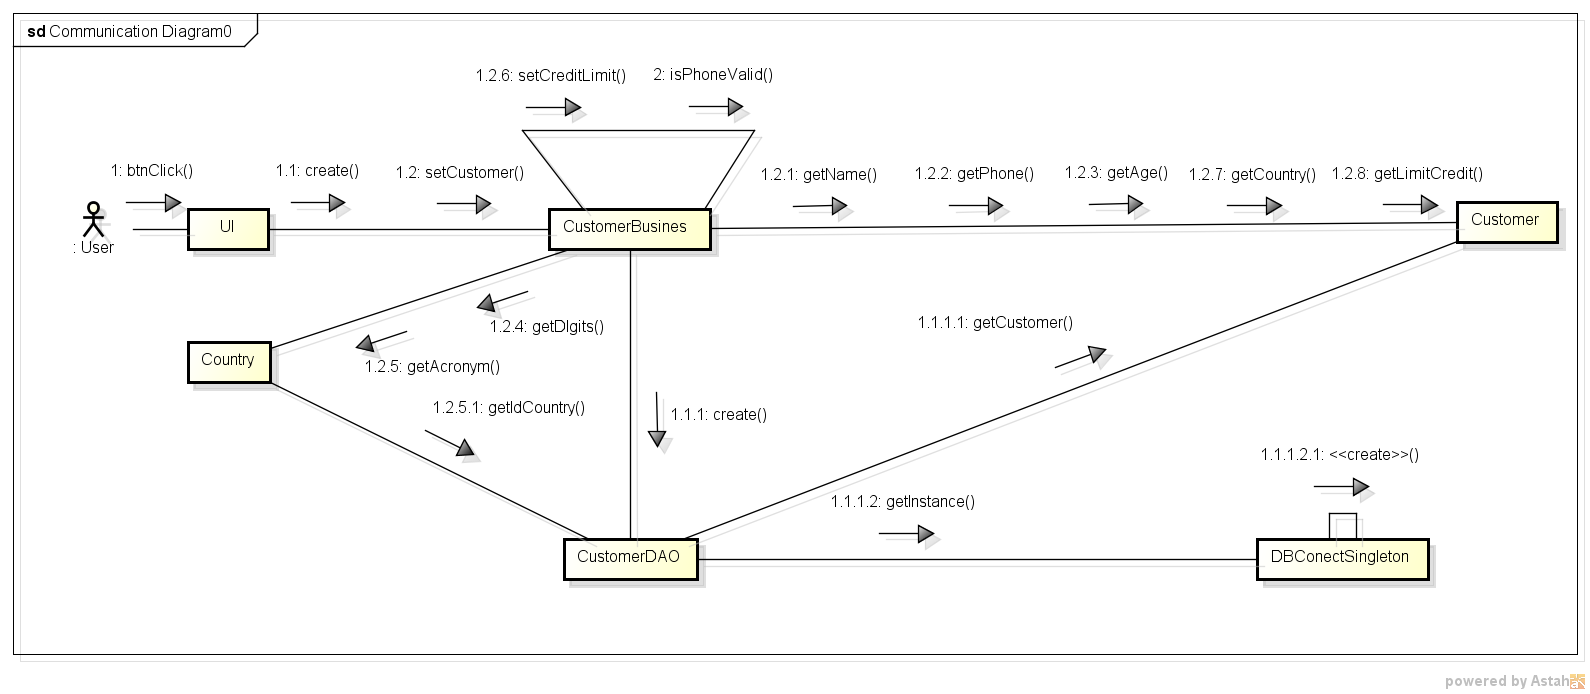 sd Communication Diagram0
1.2.6: setCreditLimit()
2: isPhoneValid()
1: btnClick()
1.1: create()
1.2: setCustomer()
1.2.1: getName()
1.2.2: getPhone()
1.2.3: getAge()
1.2.7: getCountry()
1.2.8: getLimitCredit()
: User
UI
CustomerBusines
Customer
1.2.4: getDIgits()
1.1.1.1: getCustomer()
Country
1.2.5: getAcronym()
1.2.5.1: getIdCountry()
1.1.1: create()
1.1.1.2.1: <<create>>()
1.1.1.2: getInstance()
CustomerDAO
DBConectSingleton
powered by Astah